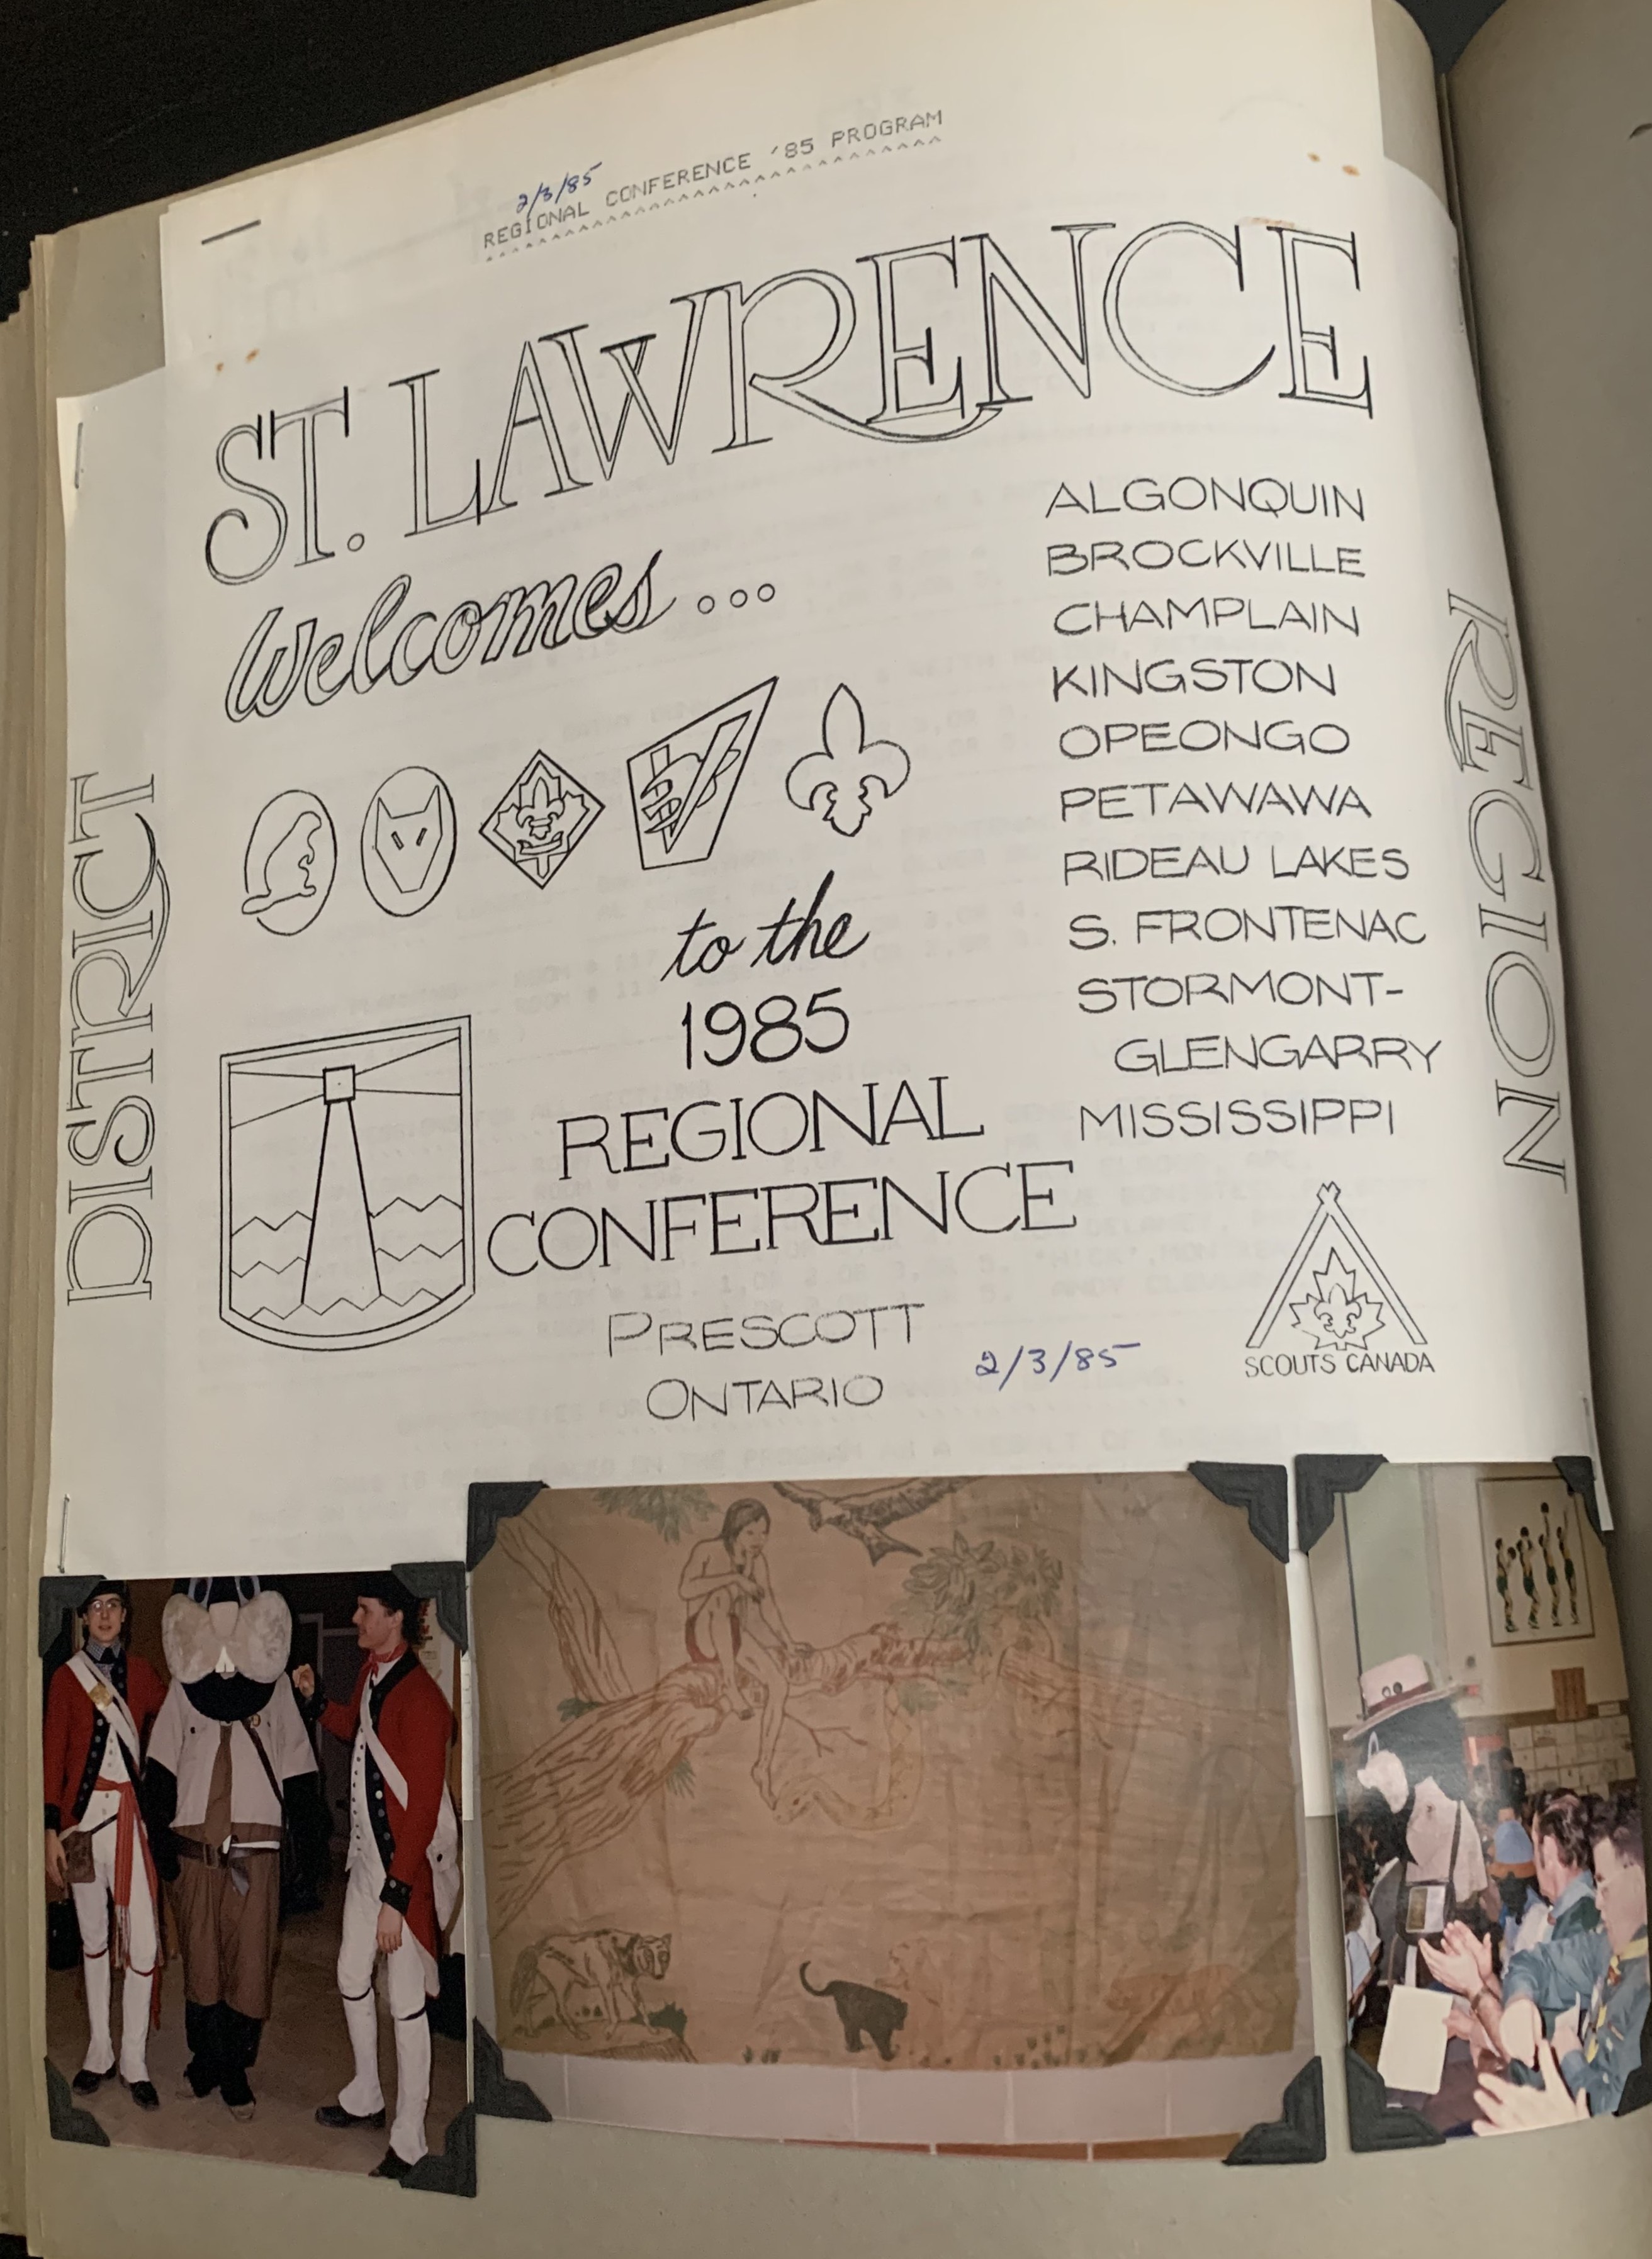 2/3/85
REGIONAL CONFERENCE '85 PROGRAM
ST. LAWRENCE
Welcomes...
ALGONQUIN
BROCKVILLE
CHAMPLAIN
KINGSTON
OPEONGO
PETAWAWA
RIDEAU LAKES
S. FRONTENAC
STORMONT-
GLENGARRY
MISSISSIPPI
to the
1985
REGIONAL
CONFERENCE
PRESCOTT
ONTARIO
2/3/85
SCOUTS CANADA
DISTRICT
REGION